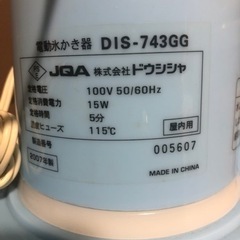 電動氷かき器 DIS-743GG
JQA 株式会社ドウシシャ
定格電圧 100V 50/60Hz
定格消費電力 15W
定格時間 5分
温度ヒューズ 115℃
屋内用
製造番号 005607
2007年製
MADE IN CHINA